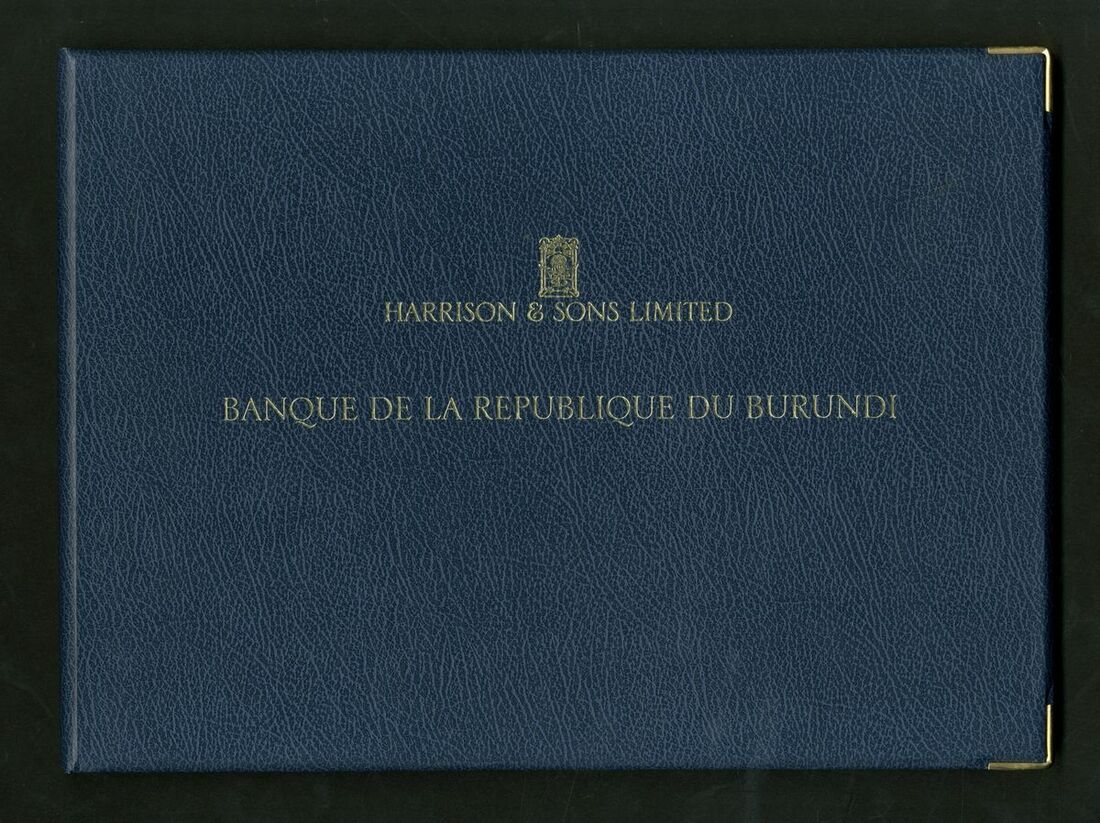 HARRISON & SONS LIMITED
BANQUE DE LA REPUBLIQUE DU BURUNDI